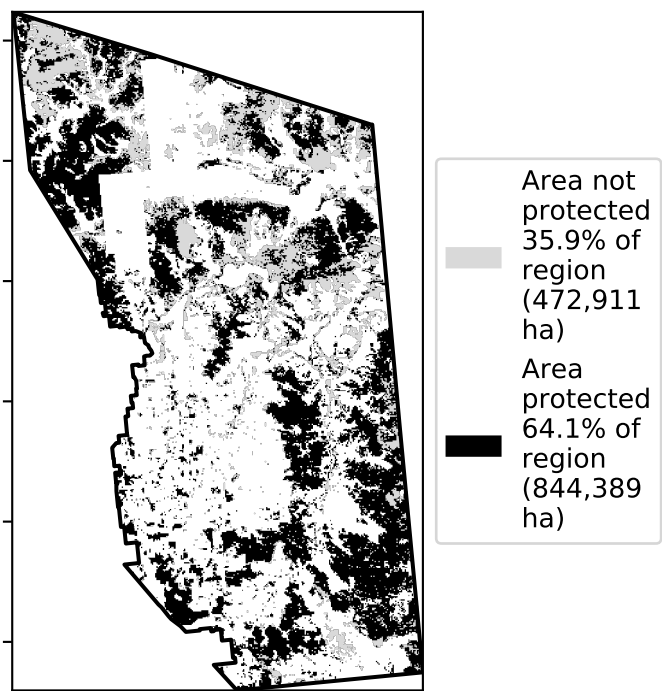 Area not
protected
35.9% of
region
(472,911
ha)
Area
protected
64.1% of
region
(844,389
ha)